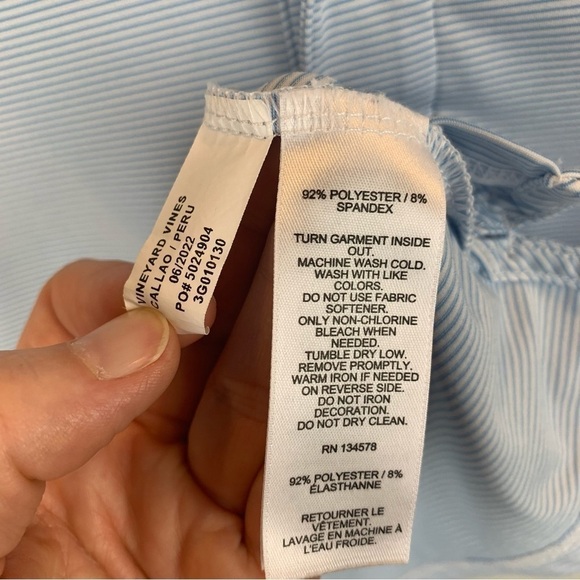 VINEYARD VINES
CALLAO / PERU
06/2022
PO# 5024904
3G010130
92% POLYESTER / 8%
SPANDEX
TURN GARMENT INSIDE
OUT.
MACHINE WASH COLD.
WASH WITH LIKE
COLORS.
DO NOT USE FABRIC
SOFTENER.
ONLY NON-CHLORINE
BLEACH WHEN
NEEDED.
TUMBLE DRY LOW.
REMOVE PROMPTLY.
WARM IRON IF NEEDED
ON REVERSE SIDE.
DO NOT IRON
DECORATION.
DO NOT DRY CLEAN.
RN 134578
92% POLYESTER / 8%
ÉLASTHANNE
RETOURNER LE
VÊTEMENT.
LAVAGE EN MACHINE À
L'EAU FROIDE.